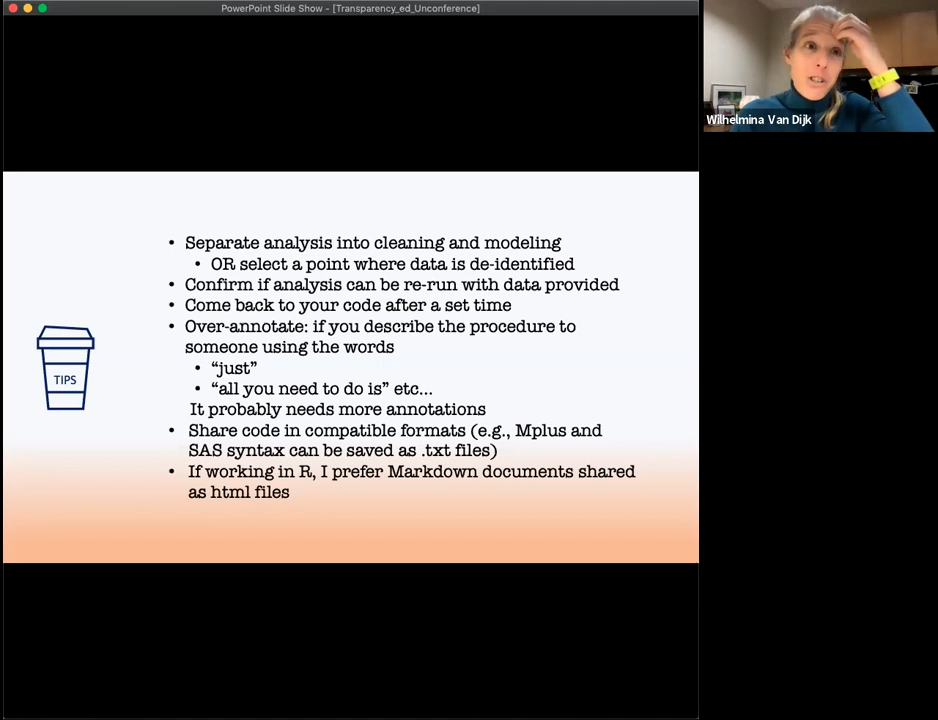 PowerPoint Slide Show - [Transparency_ed_Unconference]
Wilhelmina Van Dijk
• Separate analysis into cleaning and modeling
• OR select a point where data is de-identified
• Confirm if analysis can be re-run with data provided
• Come back to your code after a set time
• Over-annotate: if you describe the procedure to
someone using the words
• “just”
• “all you need to do is” etc...
It probably needs more annotations
• Share code in compatible formats (e.g., Mplus and
SAS syntax can be saved as .txt files)
• If working in R, I prefer Markdown documents shared
as html files
TIPS